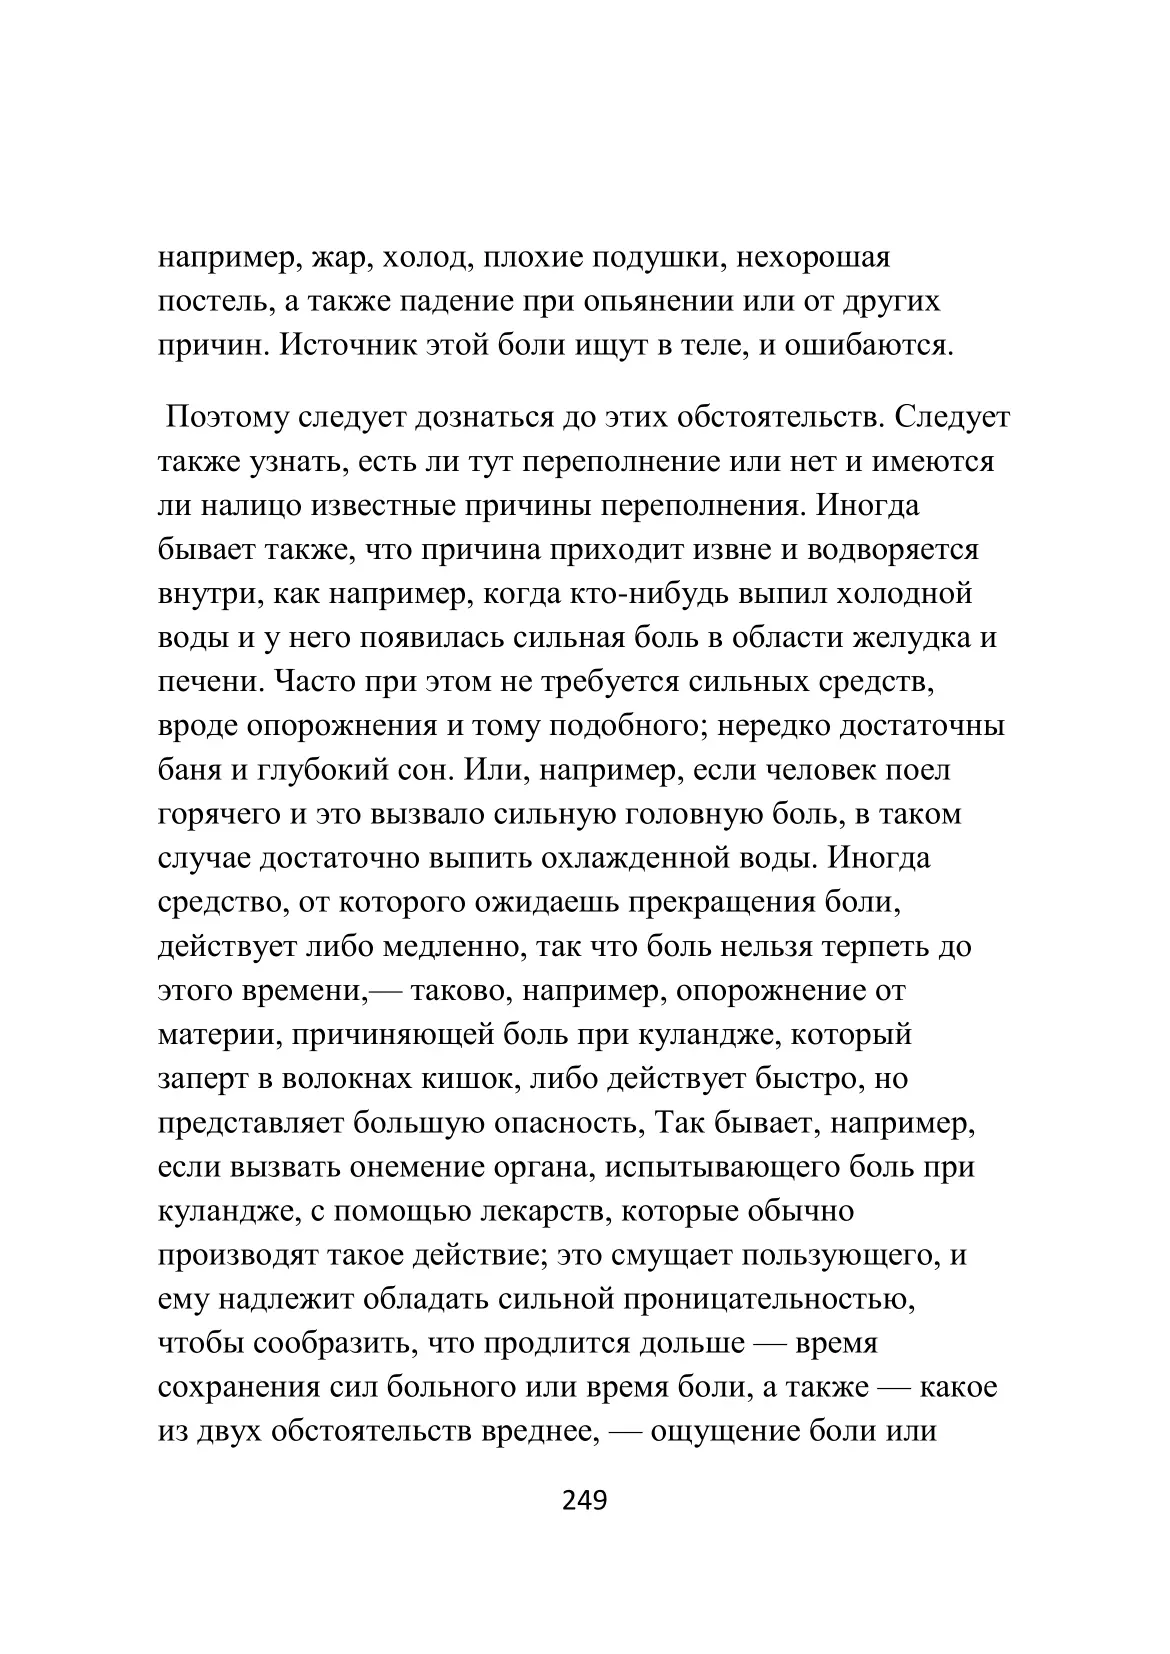 например, жар, холод, плохие подушки, нехорошая
постель, а также падение при опьянении или от других
причин. Источник этой боли ищут в теле, и ошибаются.
Поэтому следует дознаться до этих обстоятельств. Следует
также узнать, есть ли тут переполнение или нет и имеются
ли налицо известные причины переполнения. Иногда
бывает также, что причина приходит извне и водворяется
внутри, как например, когда кто-нибудь выпил холодной
воды и у него появилась сильная боль в области желудка и
печени. Часто при этом не требуется сильных средств,
вроде опорожнения и тому подобного; нередко достаточны
баня и глубокий сон. Или, например, если человек поел
горячего и это вызвало сильную головную боль, в таком
случае достаточно выпить охлажденной воды. Иногда
средство, от которого ожидаешь прекращения боли,
действует либо медленно, так что боль нельзя терпеть до
этого времени,— таково, например, опорожнение от
материи, причиняющей боль при куландже, который
заперт в волокнах кишок, либо действует быстро, но
представляет большую опасность, Так бывает, например,
если вызвать онемение органа, испытывающего боль при
куландже, с помощью лекарств, которые обычно
производят такое действие; это смущает пользующего, и
ему надлежит обладать сильной проницательностью,
чтобы сообразить, что продлится дольше — время
сохранения сил больного или время боли, а также — какое
из двух обстоятельств вреднее, — ощущение боли или
249